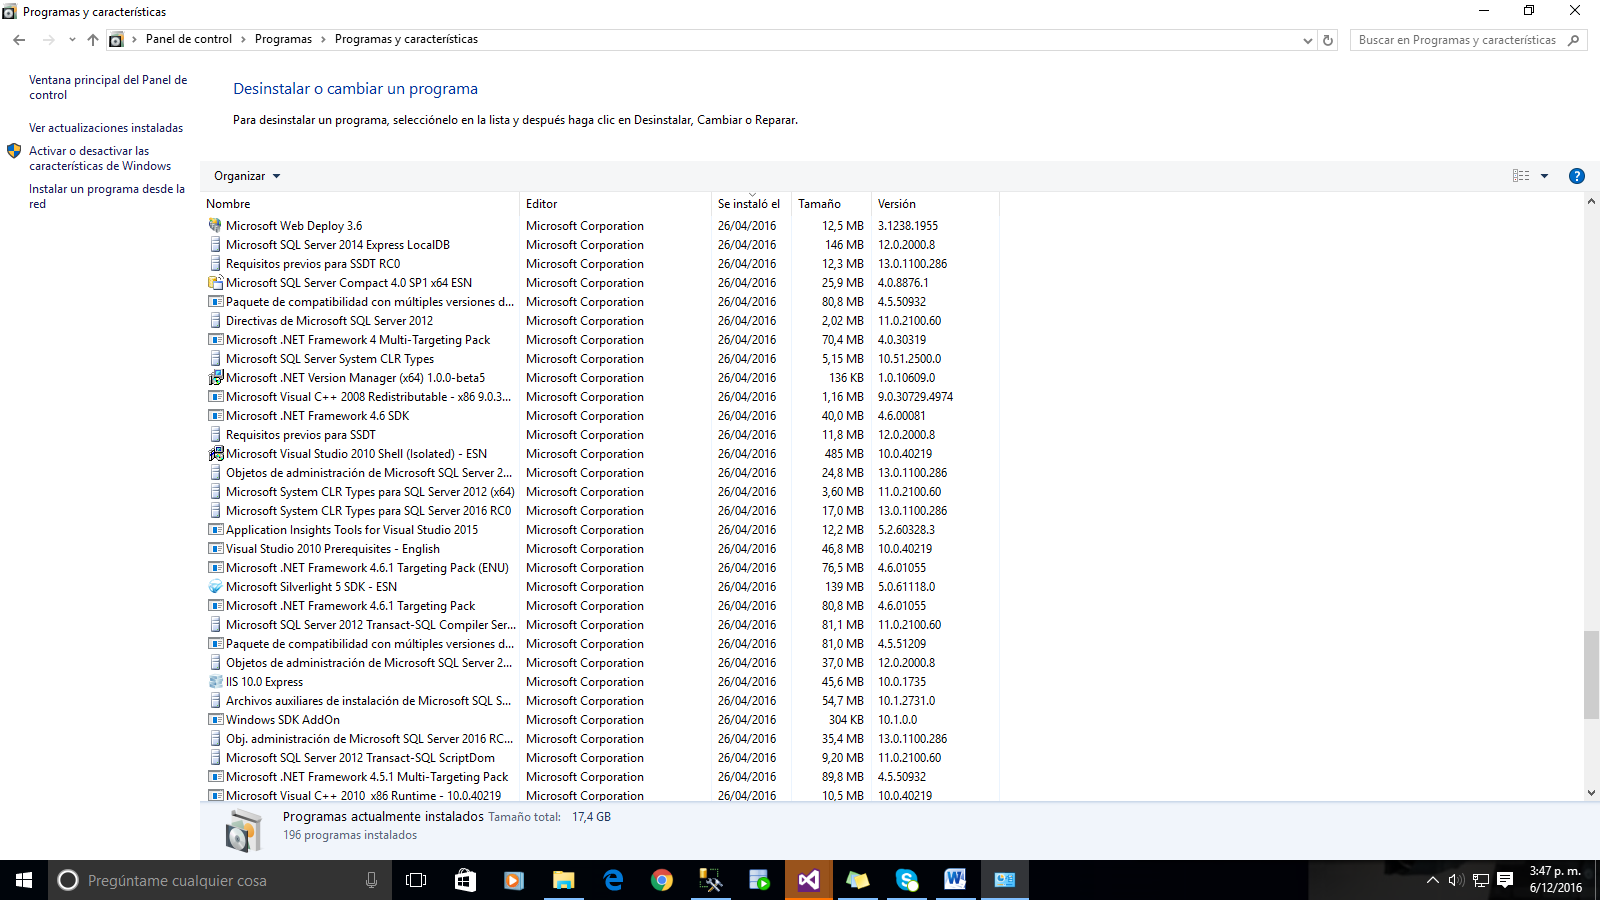 Programas y características
Panel de control > Programas > Programas y características
Buscar en Programas y características
Ventana principal del Panel de
control
Ver actualizaciones instaladas
Activar o desactivar las
características de Windows
Instalar un programa desde la
red
Desinstalar o cambiar un programa
Para desinstalar un programa, selecciónelo en la lista y después haga clic en Desinstalar, Cambiar o Reparar.
Organizar
Nombre Editor Se instaló el Tamaño Versión
Microsoft Web Deploy 3.6 Microsoft Corporation 26/04/2016 12,5 MB 3.1238.1955
Microsoft SQL Server 2014 Express LocalDB Microsoft Corporation 26/04/2016 146 MB 12.0.2000.8
Requisitos previos para SSDT RC0 Microsoft Corporation 26/04/2016 12,3 MB 13.0.1100.286
Microsoft SQL Server Compact 4.0 SP1 x64 ESN Microsoft Corporation 26/04/2016 25,9 MB 4.0.8876.1
Paquete de compatibilidad con múltiples versiones d... Microsoft Corporation 26/04/2016 80,8 MB 4.5.50932
Directivas de Microsoft SQL Server 2012 Microsoft Corporation 26/04/2016 2,02 MB 11.0.2100.60
Microsoft .NET Framework 4 Multi-Targeting Pack Microsoft Corporation 26/04/2016 70,4 MB 4.0.30319
Microsoft SQL Server System CLR Types Microsoft Corporation 26/04/2016 5,15 MB 10.51.2500.0
Microsoft .NET Version Manager (x64) 1.0.0-beta5 Microsoft Corporation 26/04/2016 136 KB 1.0.10609.0
Microsoft Visual C++ 2008 Redistributable - x86 9.0.3... Microsoft Corporation 26/04/2016 1,16 MB 9.0.30729.4974
Microsoft .NET Framework 4.6 SDK Microsoft Corporation 26/04/2016 40,0 MB 4.6.00081
Requisitos previos para SSDT Microsoft Corporation 26/04/2016 11,8 MB 12.0.2000.8
Microsoft Visual Studio 2010 Shell (Isolated) - ESN Microsoft Corporation 26/04/2016 485 MB 10.0.40219
Objetos de administración de Microsoft SQL Server 2... Microsoft Corporation 26/04/2016 24,8 MB 13.0.1100.286
Microsoft System CLR Types para SQL Server 2012 (x64) Microsoft Corporation 26/04/2016 3,60 MB 11.0.2100.60
Microsoft System CLR Types para SQL Server 2016 RC0 Microsoft Corporation 26/04/2016 17,0 MB 13.0.1100.286
Application Insights Tools for Visual Studio 2015 Microsoft Corporation 26/04/2016 12,2 MB 5.2.60328.3
Visual Studio 2010 Prerequisites - English Microsoft Corporation 26/04/2016 46,8 MB 10.0.40219
Microsoft .NET Framework 4.6.1 Targeting Pack (ENU) Microsoft Corporation 26/04/2016 76,5 MB 4.6.01055
Microsoft Silverlight 5 SDK - ESN Microsoft Corporation 26/04/2016 139 MB 5.0.61118.0
Microsoft .NET Framework 4.6.1 Targeting Pack Microsoft Corporation 26/04/2016 80,8 MB 4.6.01055
Microsoft SQL Server 2012 Transact-SQL Compiler Ser... Microsoft Corporation 26/04/2016 81,1 MB 11.0.2100.60
Paquete de compatibilidad con múltiples versiones d... Microsoft Corporation 26/04/2016 81,0 MB 4.5.51209
Objetos de administración de Microsoft SQL Server 2... Microsoft Corporation 26/04/2016 37,0 MB 12.0.2000.8
IIS 10.0 Express Microsoft Corporation 26/04/2016 45,6 MB 10.0.1735
Archivos auxiliares de instalación de Microsoft SQL S... Microsoft Corporation 26/04/2016 54,7 MB 10.1.2731.0
Windows SDK AddOn Microsoft Corporation 26/04/2016 304 KB 10.1.0.0
Obj. administración de Microsoft SQL Server 2016 RC... Microsoft Corporation 26/04/2016 35,4 MB 13.0.1100.286
Microsoft SQL Server 2012 Transact-SQL ScriptDom Microsoft Corporation 26/04/2016 9,20 MB 11.0.2100.60
Microsoft .NET Framework 4.5.1 Multi-Targeting Pack Microsoft Corporation 26/04/2016 89,8 MB 4.5.50932
Microsoft Visual C++ 2010 x86 Runtime - 10.0.40219 Microsoft Corporation 26/04/2016 10,5 MB 10.0.40219
Programas actualmente instalados Tamaño total: 17,4 GB
196 programas instalados
Pregúntame cualquier cosa
3:47 p. m.
6/12/2016